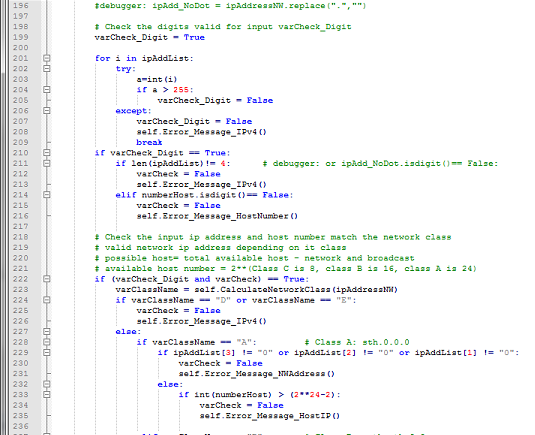 196 #debugger: ipAdd_NoDot = ipAddressNW.replace(".","")
197
198 # Check the digits valid for input varCheck_Digit
199 varCheck_Digit = True
200
201 for i in ipAddList:
202 try:
203 a=int(i)
204 if a > 255:
205 varCheck_Digit = False
206 except:
207 varCheck_Digit = False
208 self.Error_Message_IPv4()
209 break
210 if varCheck_Digit == True:
211 if len(ipAddList)!= 4: # debugger: or ipAdd_NoDot.isdigit()== False:
212 varCheck = False
213 self.Error_Message_IPv4()
214 elif numberHost.isdigit()== False:
215 varCheck = False
216 self.Error_Message_HostNumber()
217
218 # Check the input ip address and host number match the network class
219 # valid network ip address depending on it class
220 # possible host= total available host - network and broadcast
221 # available host number = 2**(Class C is 8, class B is 16, class A is 24)
222 if (varCheck_Digit and varCheck) == True:
223 varClassName = self.CalculateNetworkClass(ipAddressNW)
224 if varClassName == "D" or varClassName == "E":
225 varCheck = False
226 self.Error_Message_IPv4()
227 else:
228 if varClassName == "A": # Class A: sth.0.0.0
229 if ipAddList[3] != "0" or ipAddList[2] != "0" or ipAddList[1] != "0":
230 varCheck = False
231 self.Error_Message_NWAddress()
232 else:
233 if int(numberHost) > (2**24-2):
234 varCheck = False
235 self.Error_Message_HostIP()
236